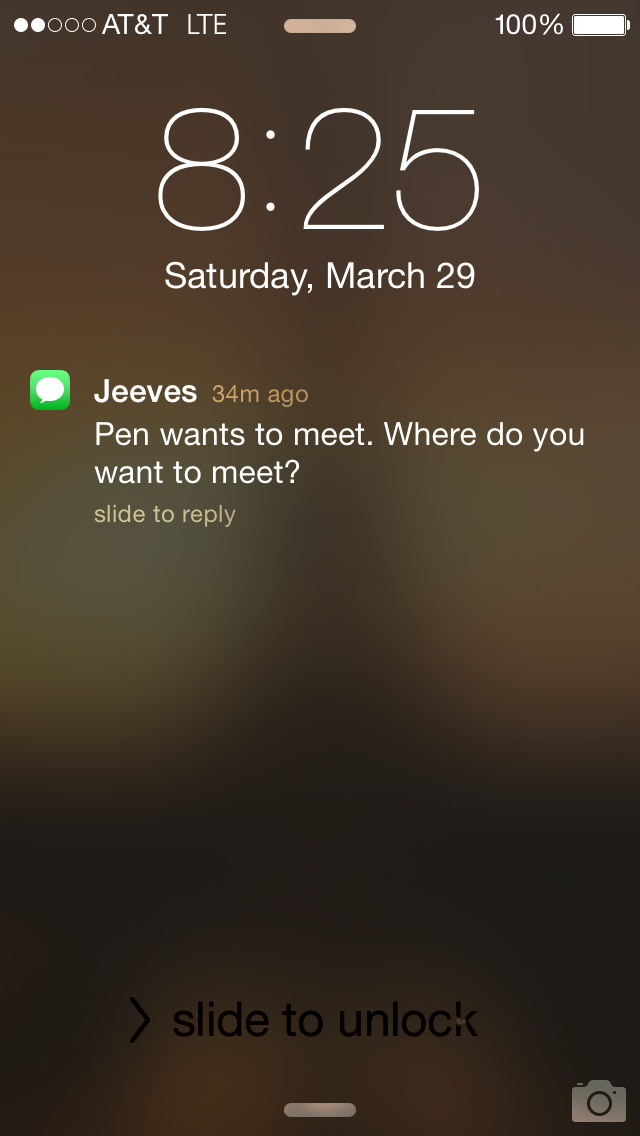 AT&T LTE 100%
8:25
Saturday, March 29
Jeeves 34m ago
Pen wants to meet. Where do you
want to meet?
slide to reply
slide to unlock